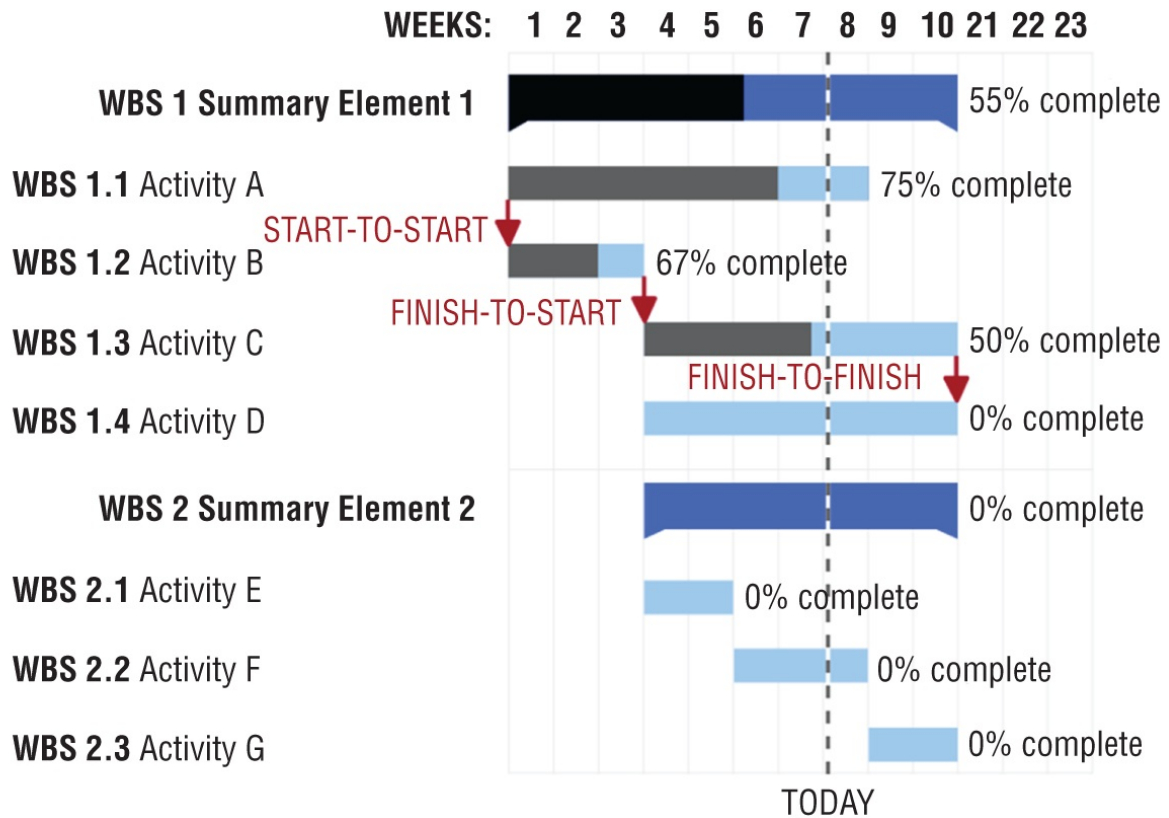 WEEKS: 1 2 3 4 5 6 7 8 9 10 21 22 23
WBS 1 Summary Element 1 55% complete
WBS 1.1 Activity A 75% complete
START-TO-START
WBS 1.2 Activity B 67% complete
FINISH-TO-START
WBS 1.3 Activity C 50% complete
FINISH-TO-FINISH
WBS 1.4 Activity D 0% complete
WBS 2 Summary Element 2 0% complete
WBS 2.1 Activity E 0% complete
WBS 2.2 Activity F 0% complete
WBS 2.3 Activity G 0% complete
TODAY